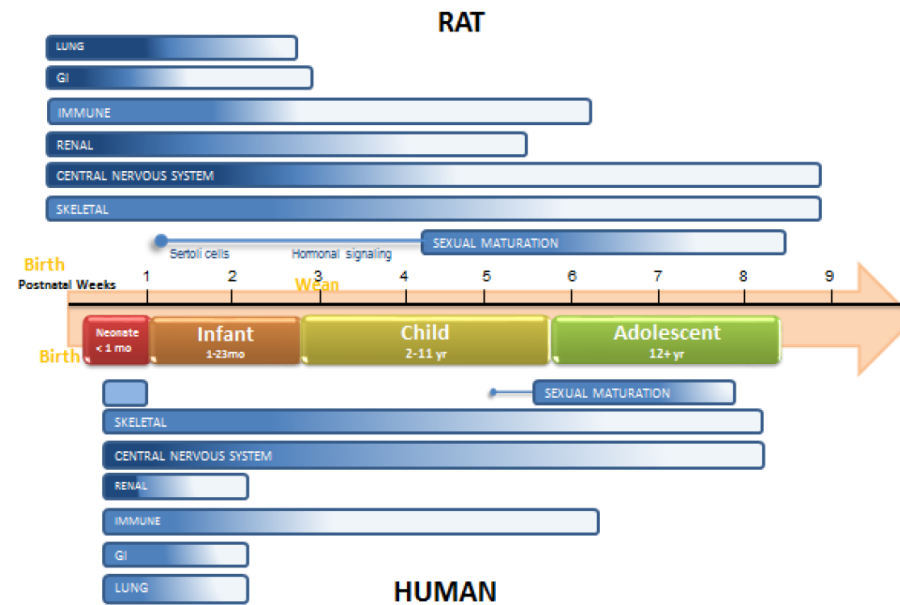 RAT
LUNG
GI
IMMUNE
RENAL
CENTRAL NERVOUS SYSTEM
SKELETAL
SEXUAL MATURATION
Sertoli cells
Hormonal signaling
Birth
Postnatal Weeks
1 2 3 4 5 6 7 8 9
Wean
Birth
Neonate
< 1 mo
Infant
1-23mo
Child
2-11 yr
Adolescent
12+ yr
SEXUAL MATURATION
SKELETAL
CENTRAL NERVOUS SYSTEM
RENAL
IMMUNE
GI
LUNG
HUMAN